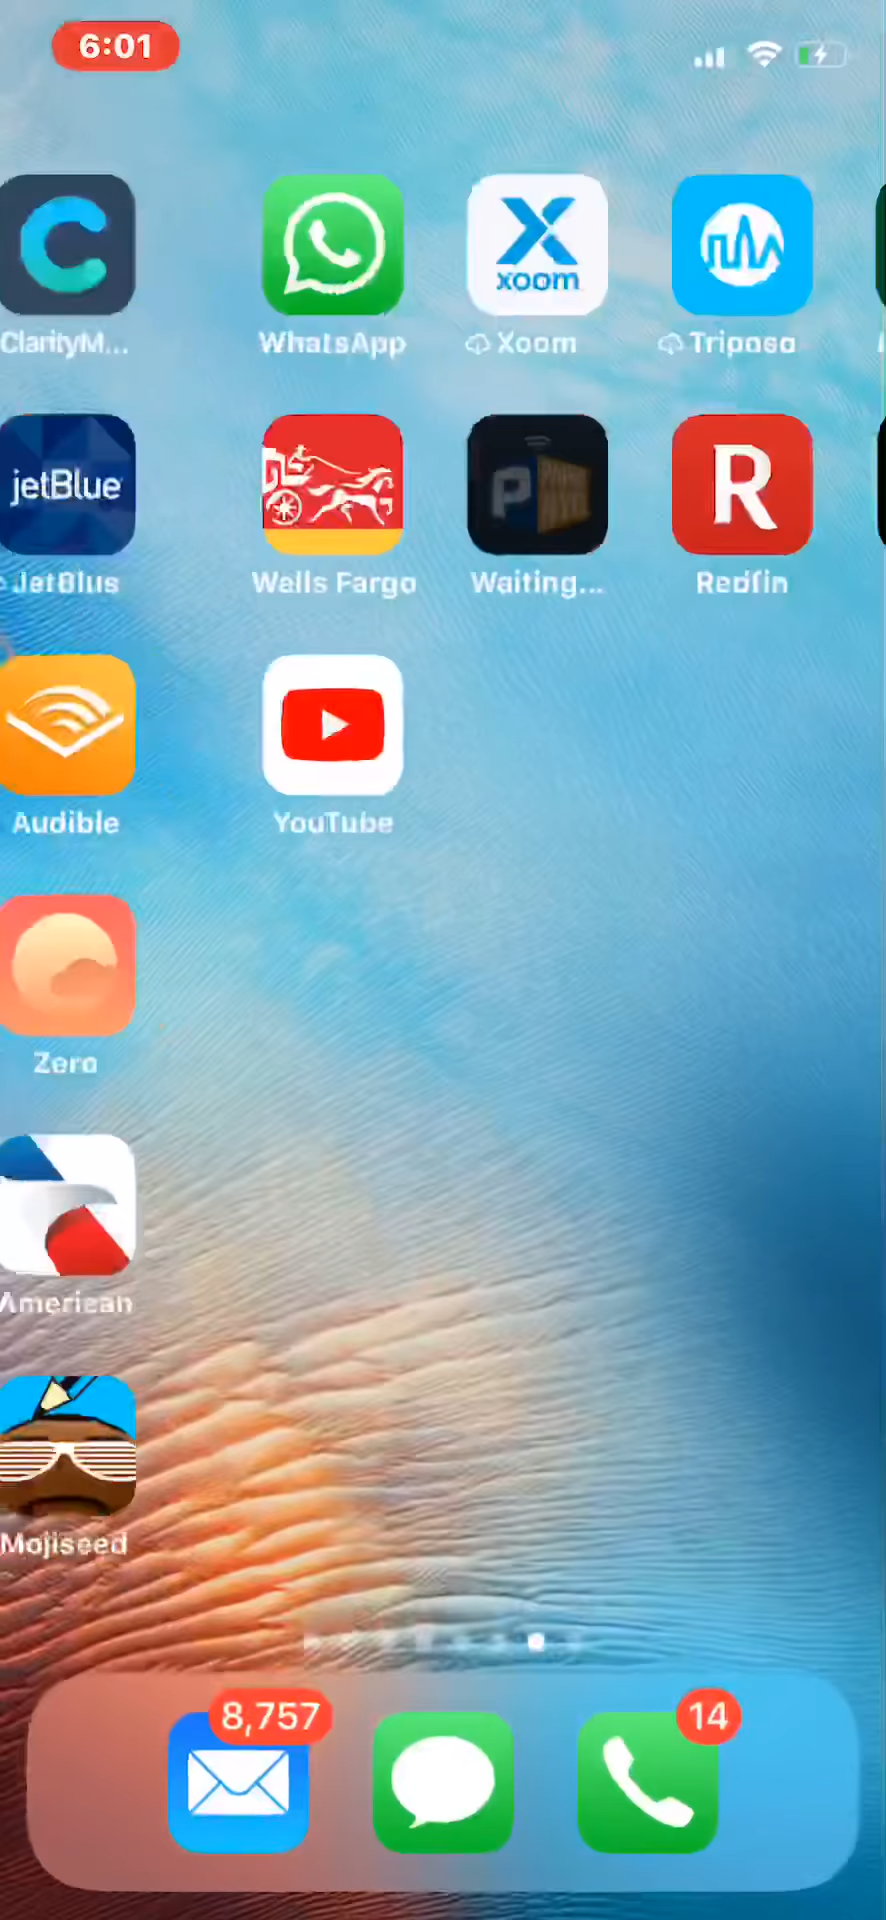 6:01
xoom
ClarityM...
WhatsApp
Xoom
Triposo
jetBlue
P
R
JetBlue
Wells Fargo
Waiting...
Redfin
Audible
YouTube
Zero
American
Mojiseed
8,757
14